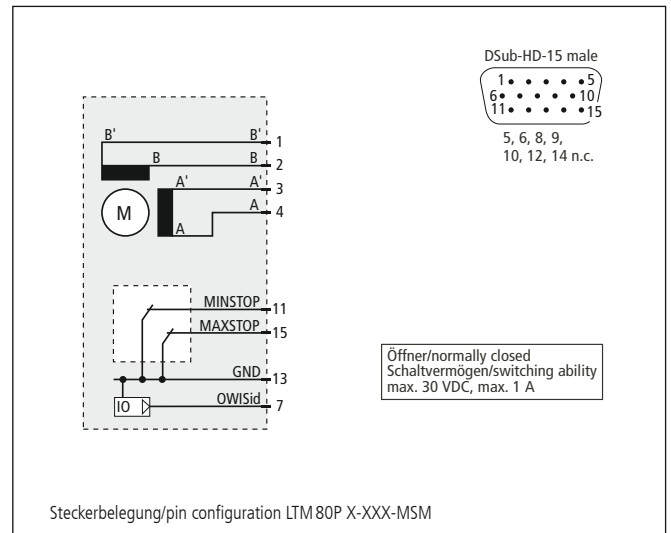 DSub-HD-15 male
1 5
6 10
11 15
5, 6, 8, 9,
10, 12, 14 n.c.
B' B' 1
B B 2
A' A' 3
M A 4
A
MINSTOP 11
MAXSTOP 15
GND 13
IO OWISid 7
Öffner/normally closed
Schaltvermögen/switching ability
max. 30 VDC, max. 1 A
Steckerbelegung/pin configuration LTM 80P X-XXX-MSM